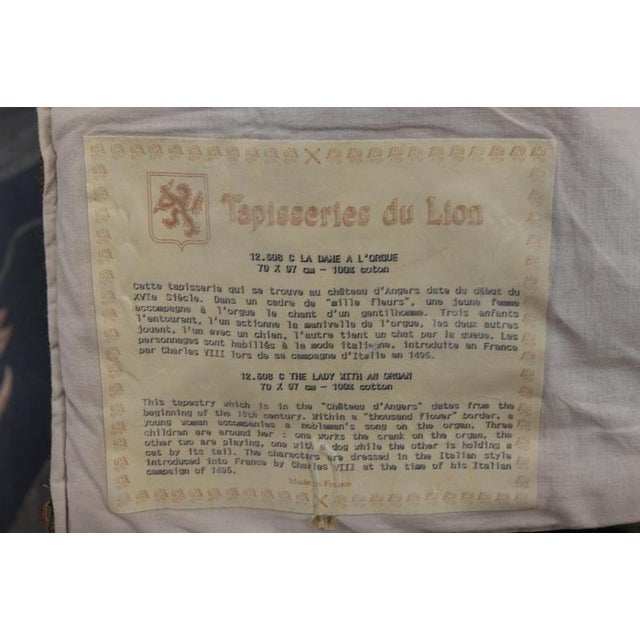 Tapisseries du Lion
12.608 C LA DAME A L'ORGUE
70 X 97 cm - 100% coton
Cette tapisserie qui se trouve au château d'Angers date du début du
XVIe Siècle. Dans un cadre de "mille fleurs", une jeune femme
accompagne à l'orgue le chant d'un gentilhomme. Trois enfants
l'entourent, l'un actionne la manivelle de l'orgue, les deux autres
jouent, l'un avec un chien, l'autre tient un chat par la queue. Les
personnages sont habillés à la mode italienne, introduite en France
par Charles VIII lors de sa campagne d'Italie en 1495.
12.608 C THE LADY WITH AN ORGAN
70 X 97 cm - 100% cotton
This tapestry which is in the "Château d'Angers" dates from the
beginning of the 16th century. Within a "thousand flower" border, a
young woman accompanies a nobleman's song on the organ. Three
children are around her : one works the crank on the organ, the
other two are playing, one with a dog while the other is holding a
cat by its tail. The characters are dressed in the Italian style
introduced into France by Charles VIII at the time of his Italian
campaign of 1495.
Made in France